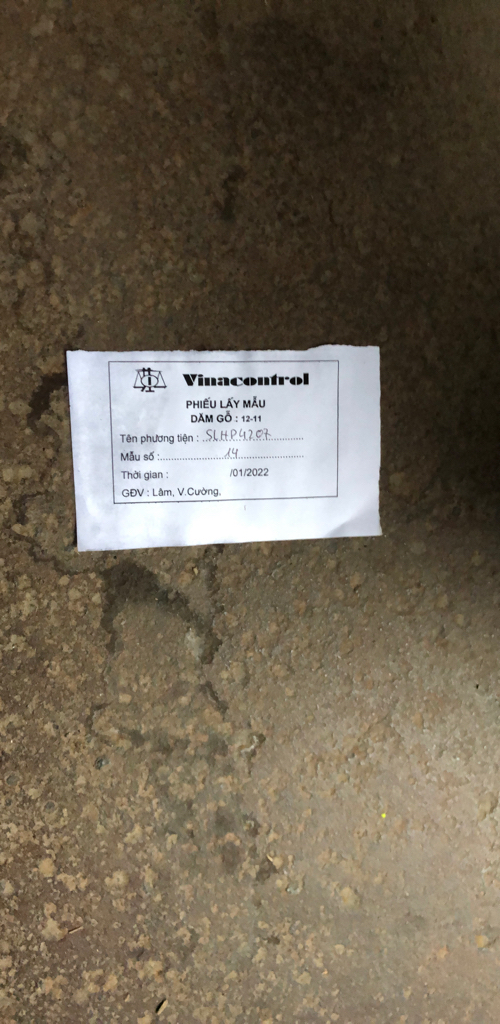 Vinacontrol
PHIẾU LẤY MẪU
DĂM GỖ : 12-11
Tên phương tiện : SLHP4207
Mẫu số : 14
Thời gian : /01/2022
GĐV : Lâm, V.Cường,